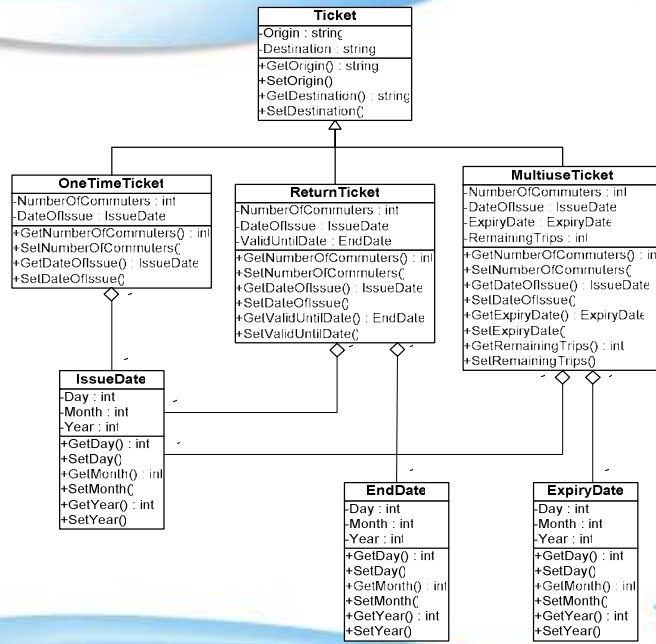 Ticket
-Origin : string
-Destination : string
+GetOrigin() : string
+SetOrigin()
+GetDestination() : string
+SetDestination()
OneTimeTicket
-NumberOfCommuters : int
-DateOfIssue : IssueDate
+GetNumberOfCommuters() : int
+SetNumberOfCommuters()
+GetDateOfIssue() : IssueDate
+SetDateOfIssue()
ReturnTicket
-NumberOfCommuters : int
-DateOfIssue : IssueDate
-ValidUntilDate : EndDate
+GetNumberOfCommuters() : int
+SetNumberOfCommuters()
+GetDateOfIssue() : IssueDate
+SetDateOfIssue()
+GetValidUntilDate() : EndDate
+SetValidUntilDate()
MultiuseTicket
-NumberOfCommuters : int
-DateOfIssue : IssueDate
-ExpiryDate : ExpiryDate
-RemainingTrips : int
+GetNumberOfCommuters() : int
+SetNumberOfCommuters()
+GetDateOfIssue() : IssueDate
+SetDateOfIssue()
+GetExpiryDate() : ExpiryDate
+SetExpiryDate()
+GetRemainingTrips() : int
+SetRemainingTrips()
IssueDate
-Day : int
-Month : int
-Year : int
+GetDay() : int
+SetDay()
+GetMonth() : int
+SetMonth()
+GetYear() : int
+SetYear()
EndDate
-Day : int
-Month : int
-Year : int
+GetDay() : int
+SetDay()
+GetMonth() : int
+SetMonth()
+GetYear() : int
+SetYear()
ExpiryDate
-Day : int
-Month : int
-Year : int
+GetDay() : int
+SetDay()
+GetMonth() : int
+SetMonth()
+GetYear() : int
+SetYear()